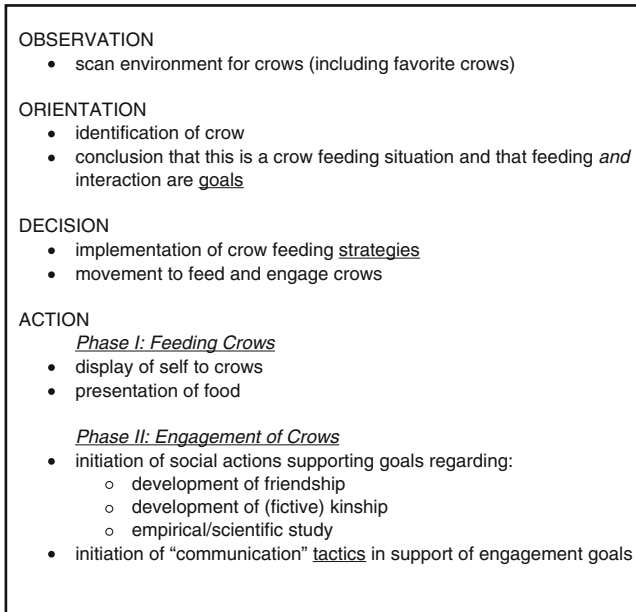 OBSERVATION
• scan environment for crows (including favorite crows)
ORIENTATION
• identification of crow
• conclusion that this is a crow feeding situation and that feeding and
interaction are goals
DECISION
• implementation of crow feeding strategies
• movement to feed and engage crows
ACTION
Phase I: Feeding Crows
• display of self to crows
• presentation of food
Phase II: Engagement of Crows
• initiation of social actions supporting goals regarding:
○ development of friendship
○ development of (fictive) kinship
○ empirical/scientific study
• initiation of “communication” tactics in support of engagement goals